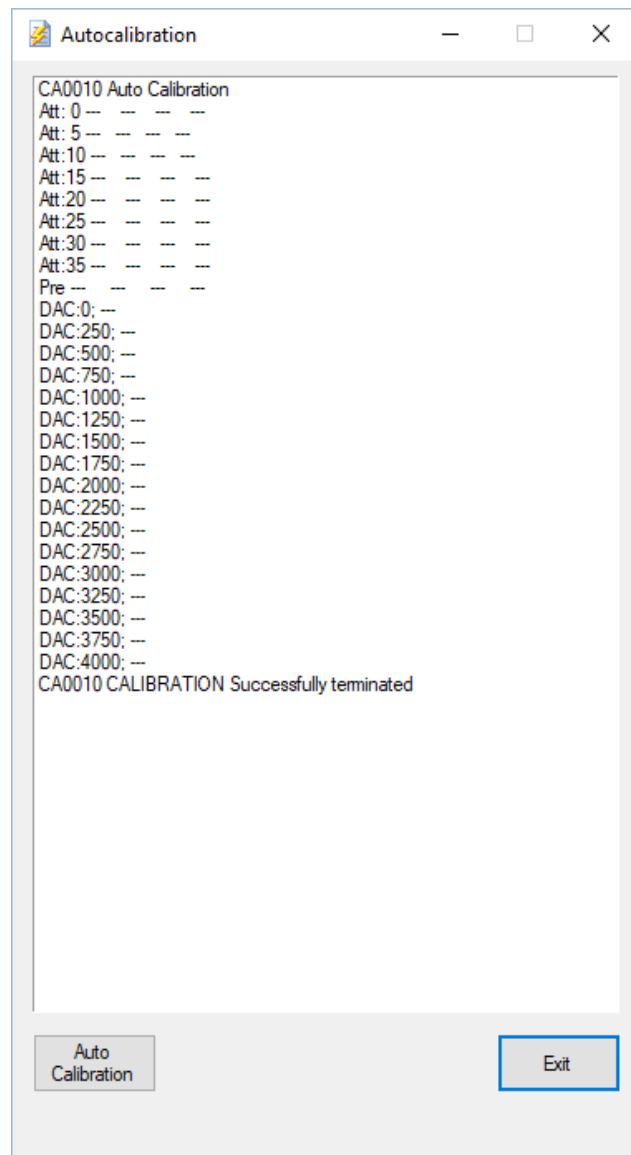 Autocalibration
CA0010 Auto Calibration
Att: 0 --- --- --- ---
Att: 5 --- --- --- ---
Att:10 --- --- --- ---
Att:15 --- --- --- ---
Att:20 --- --- --- ---
Att:25 --- --- --- ---
Att:30 --- --- --- ---
Att:35 --- --- --- ---
Pre --- --- --- ---
DAC:0; ---
DAC:250; ---
DAC:500; ---
DAC:750; ---
DAC:1000; ---
DAC:1250; ---
DAC:1500; ---
DAC:1750; ---
DAC:2000; ---
DAC:2250; ---
DAC:2500; ---
DAC:2750; ---
DAC:3000; ---
DAC:3250; ---
DAC:3500; ---
DAC:3750; ---
DAC:4000; ---
CA0010 CALIBRATION Successfully terminated
Auto
Calibration
Exit